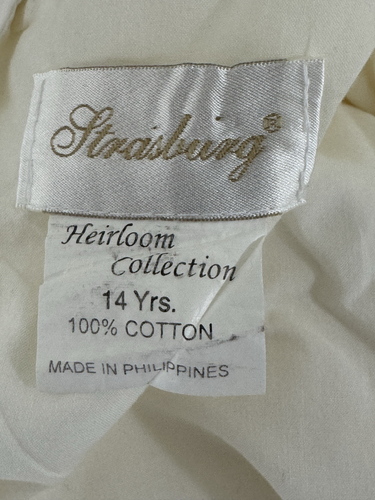 Strasburg®
Heirloom
Collection
14 Yrs.
100% COTTON
MADE IN PHILIPPINES